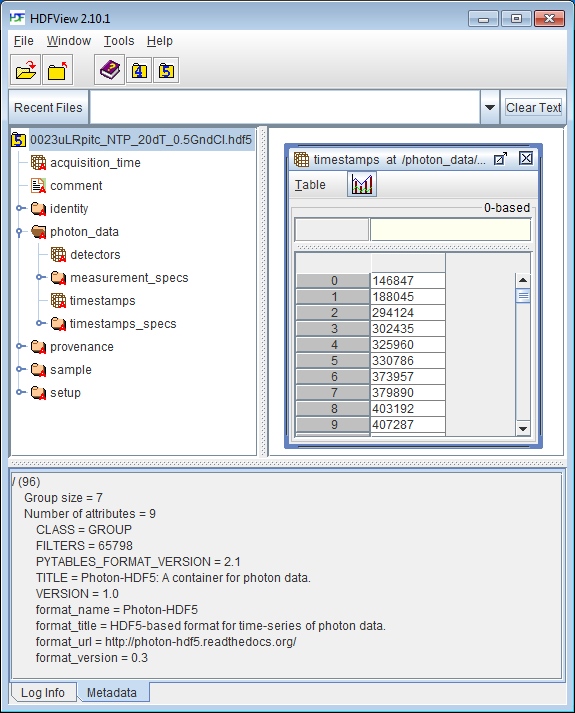 HDF HDFView 2.10.1
File Window Tools Help
4 5
Recent Files Clear Text
5 0023uLRpitc_NTP_20dT_0.5GndCl.hdf5
acquisition_time
comment
identity
photon_data
detectors
measurement_specs
timestamps
timestamps_specs
provenance
sample
setup
timestamps at /photon_data/...
Table
0-based
0 146847
1 188045
2 294124
3 302435
4 325960
5 330786
6 373957
7 379890
8 403192
9 407287
/ (96)
Group size = 7
Number of attributes = 9
CLASS = GROUP
FILTERS = 65798
PYTABLES_FORMAT_VERSION = 2.1
TITLE = Photon-HDF5: A container for photon data.
VERSION = 1.0
format_name = Photon-HDF5
format_title = HDF5-based format for time-series of photon data.
format_url = http://photon-hdf5.readthedocs.org/
format_version = 0.3
Log Info Metadata